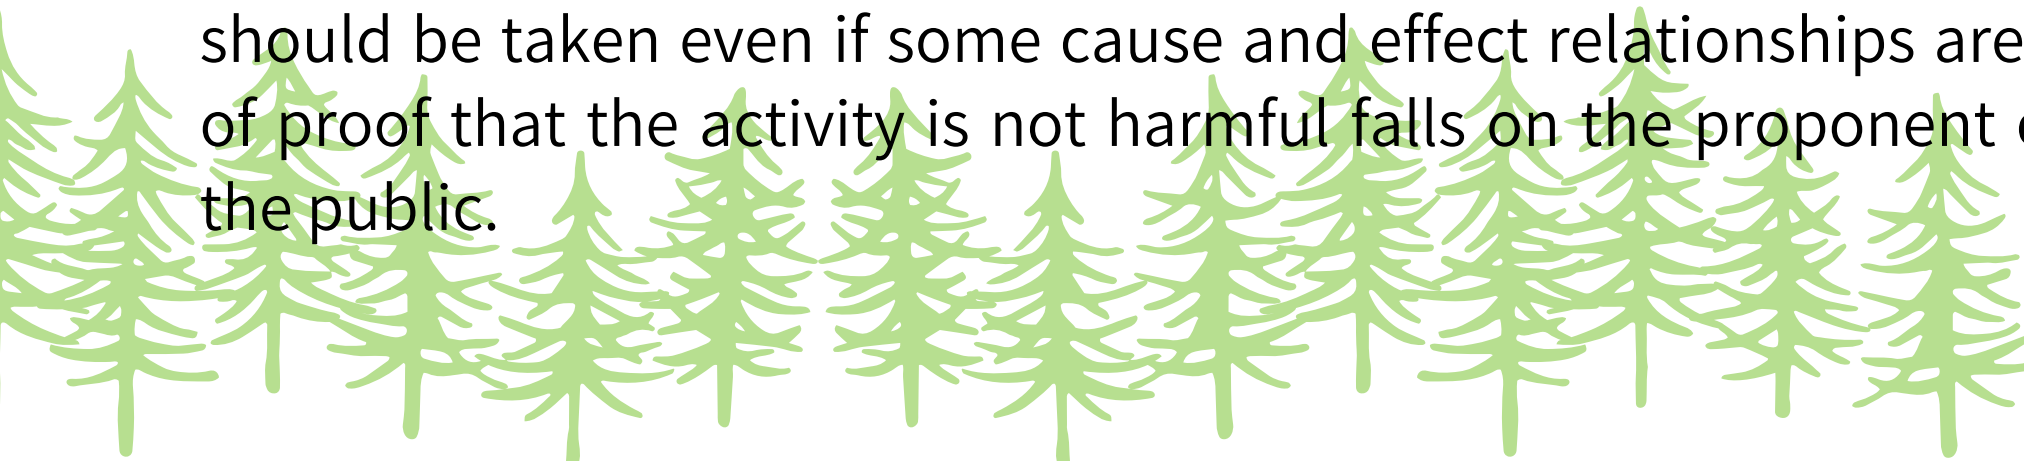 should be taken even if some cause and effect relationships are
of proof that the activity is not harmful falls on the proponent
the public.